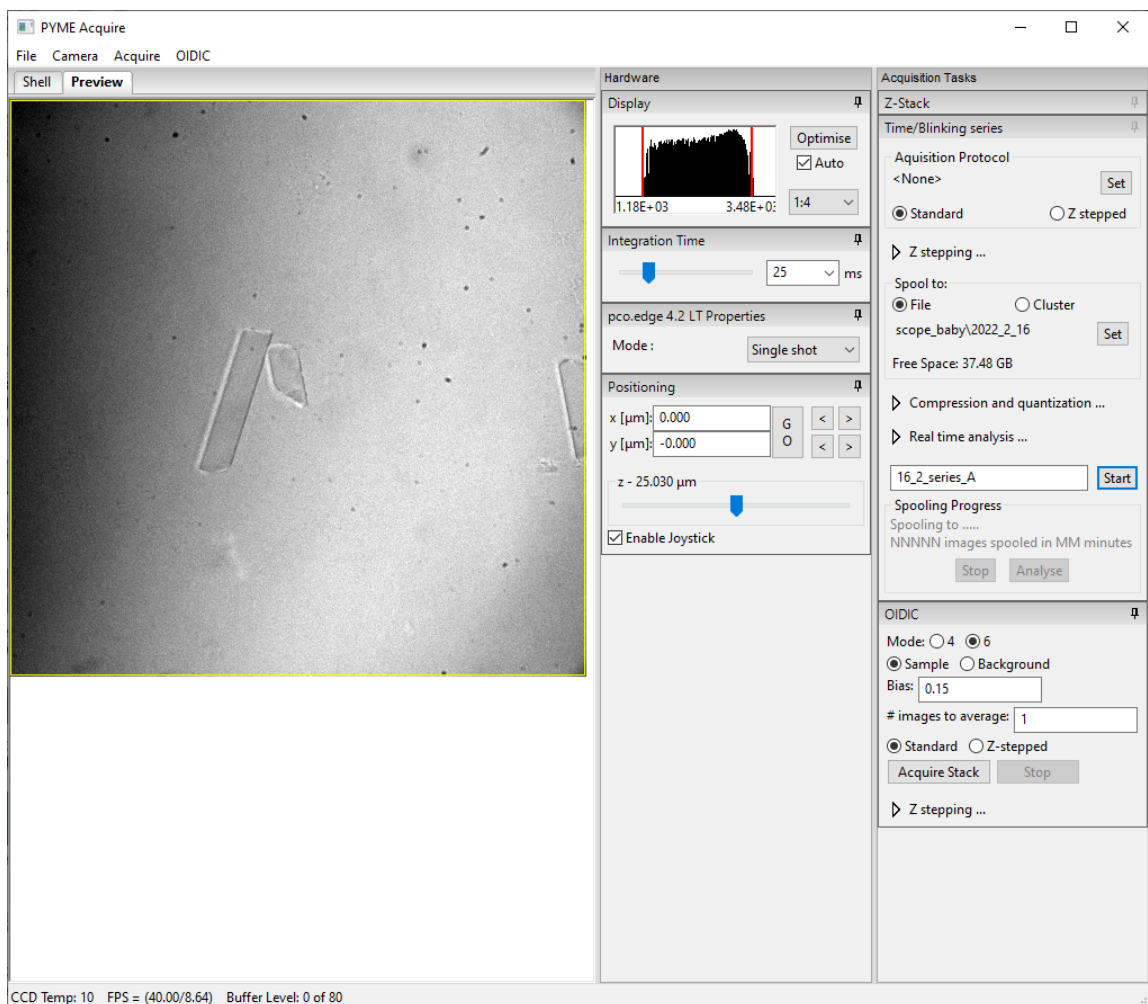 PYME Acquire
File Camera Acquire OIDIC
Shell Preview
Hardware
Display
Optimise
Auto
1.18E+03 3.48E+03
1:4
Integration Time
25 ms
pco.edge 4.2 LT Properties
Mode : Single shot
Positioning
x [µm]: 0.000
y [µm]: -0.000
G
O
< >
< >
z - 25.030 µm
Enable Joystick
Acquisition Tasks
Z-Stack
Time/Blinking series
Aquisition Protocol
<None>
Set
Standard Z stepped
Z stepping ...
Spool to:
File Cluster
scope_baby\2022_2_16
Set
Free Space: 37.48 GB
Compression and quantization ...
Real time analysis ...
16_2_series_A Start
Spooling Progress
Spooling to .....
NNNNN images spooled in MM minutes
Stop Analyse
OIDIC
Mode: 4 6
Sample Background
Bias: 0.15
# images to average: 1
Standard Z-stepped
Acquire Stack Stop
Z stepping ...
CCD Temp: 10 FPS = (40.00/8.64) Buffer Level: 0 of 80